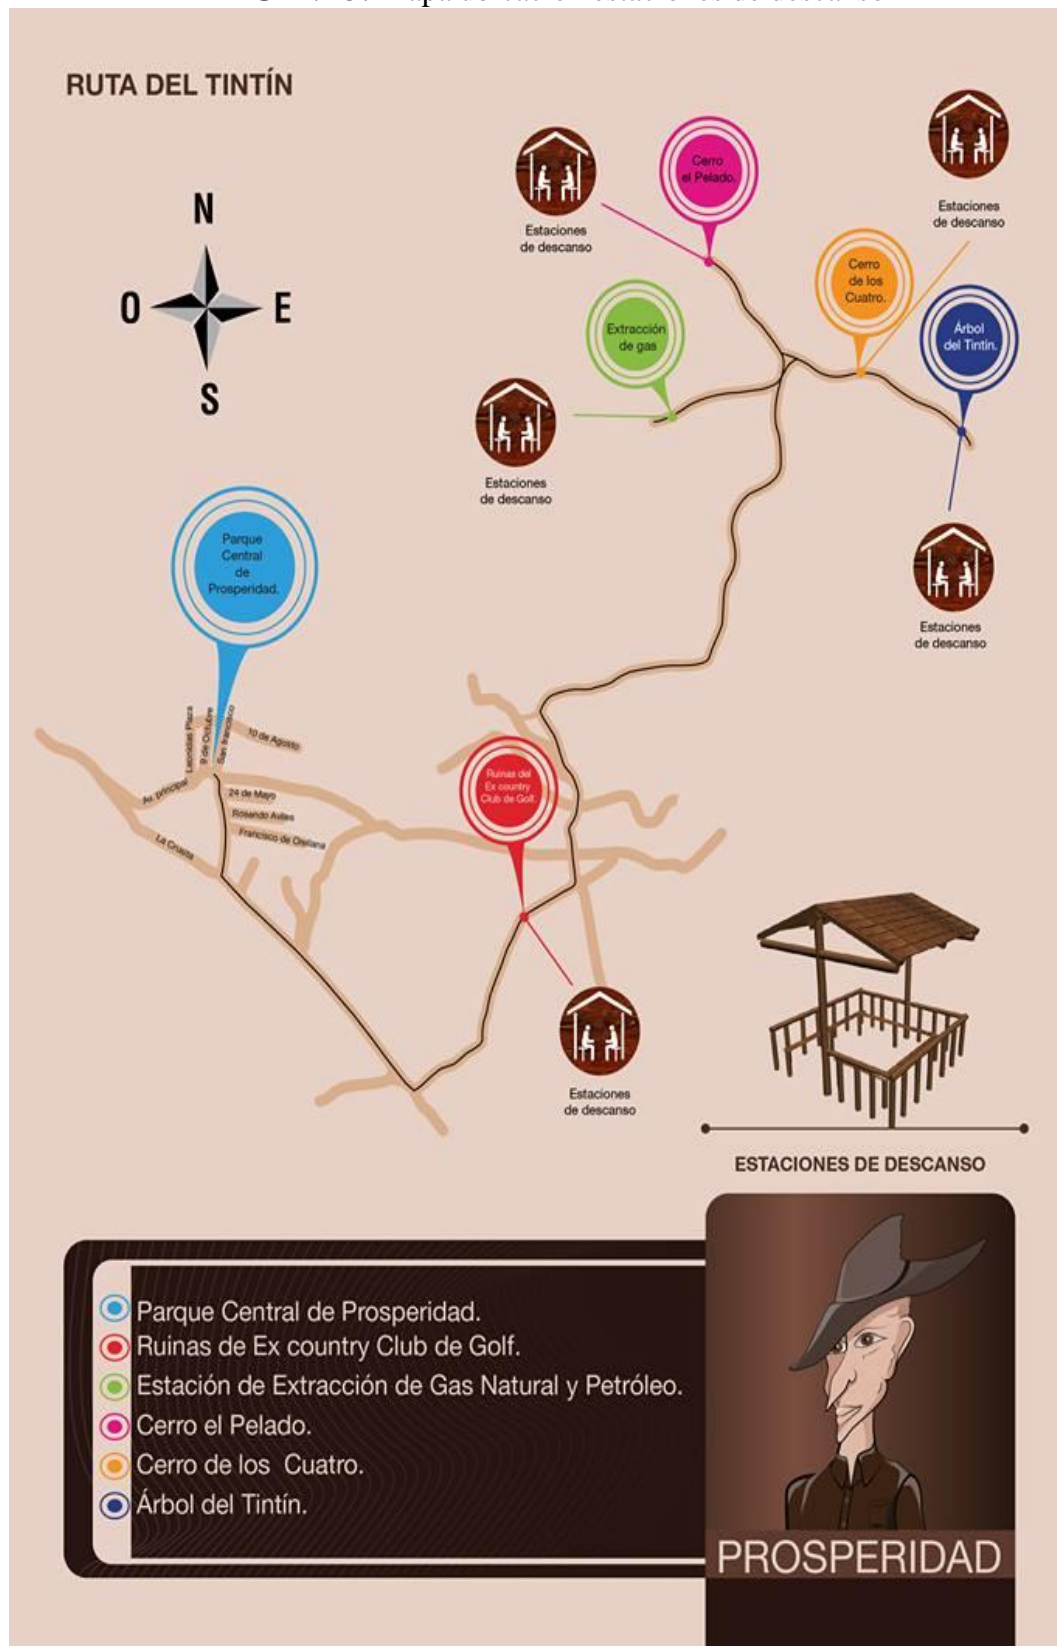 RUTA DEL TINTÍN
N
O
E
S
Estaciones
de descanso
Cerro
el Pelado.
Estaciones
de descanso
Cerro
de los
Cuatro.
Extracción
de gas
Árbol
del Tintín.
Estaciones
de descanso
Estaciones
de descanso
Parque
Central
de
Prosperidad.
Leonidas Plaza
9 de Octubre
San francisco
10 de Agosto
Av. principal
24 de Mayo
Rosendo Aviles
Francisco de Orellana
La Crusita
Ruinas del
Ex country
Club de Golf.
Estaciones
de descanso
ESTACIONES DE DESCANSO
Parque Central de Prosperidad.
Ruinas de Ex country Club de Golf.
Estación de Extracción de Gas Natural y Petróleo.
Cerro el Pelado.
Cerro de los Cuatro.
Árbol del Tintín.
PROSPERIDAD